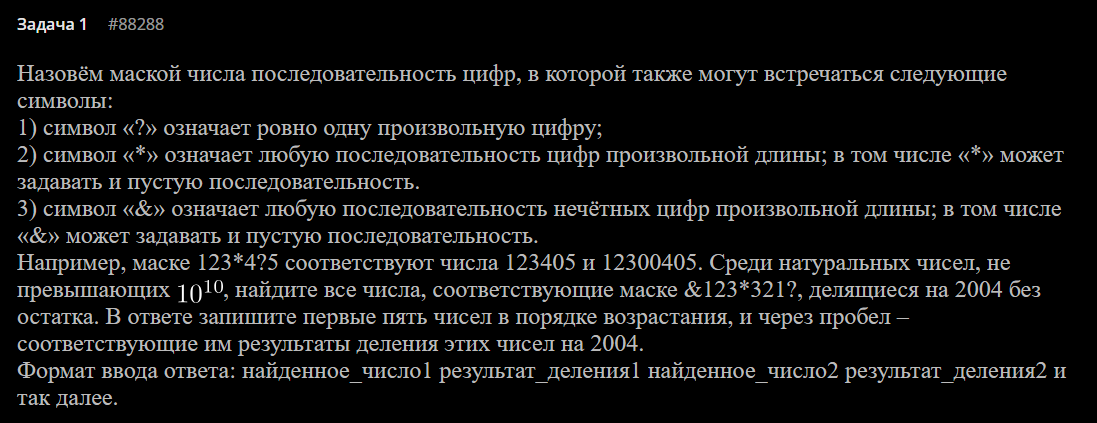 Задача 1 #88288
Назовём маской числа последовательность цифр, в которой также могут встречаться следующие
символы:
1) символ «?» означает ровно одну произвольную цифру;
2) символ «*» означает любую последовательность цифр произвольной длины; в том числе «*» может
задавать и пустую последовательность.
3) символ «&» означает любую последовательность нечётных цифр произвольной длины; в том числе
«&» может задавать и пустую последовательность.
Например, маске 123*4?5 соответствуют числа 123405 и 12300405. Среди натуральных чисел, не
превышающих 10¹⁰, найдите все числа, соответствующие маске &123*321?, делящиеся на 2004 без
остатка. В ответе запишите первые пять чисел в порядке возрастания, и через пробел –
соответствующие им результаты деления этих чисел на 2004.
Формат ввода ответа: найденное_число1 результат_деления1 найденное_число2 результат_деления2 и
так далее.